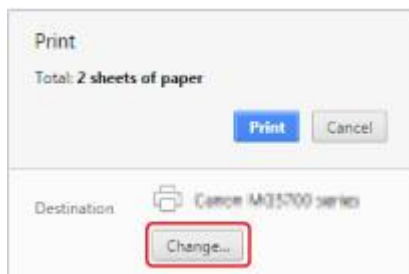 Print
Total: 2 sheets of paper
Print Cancel
Destination Canon series
Change...